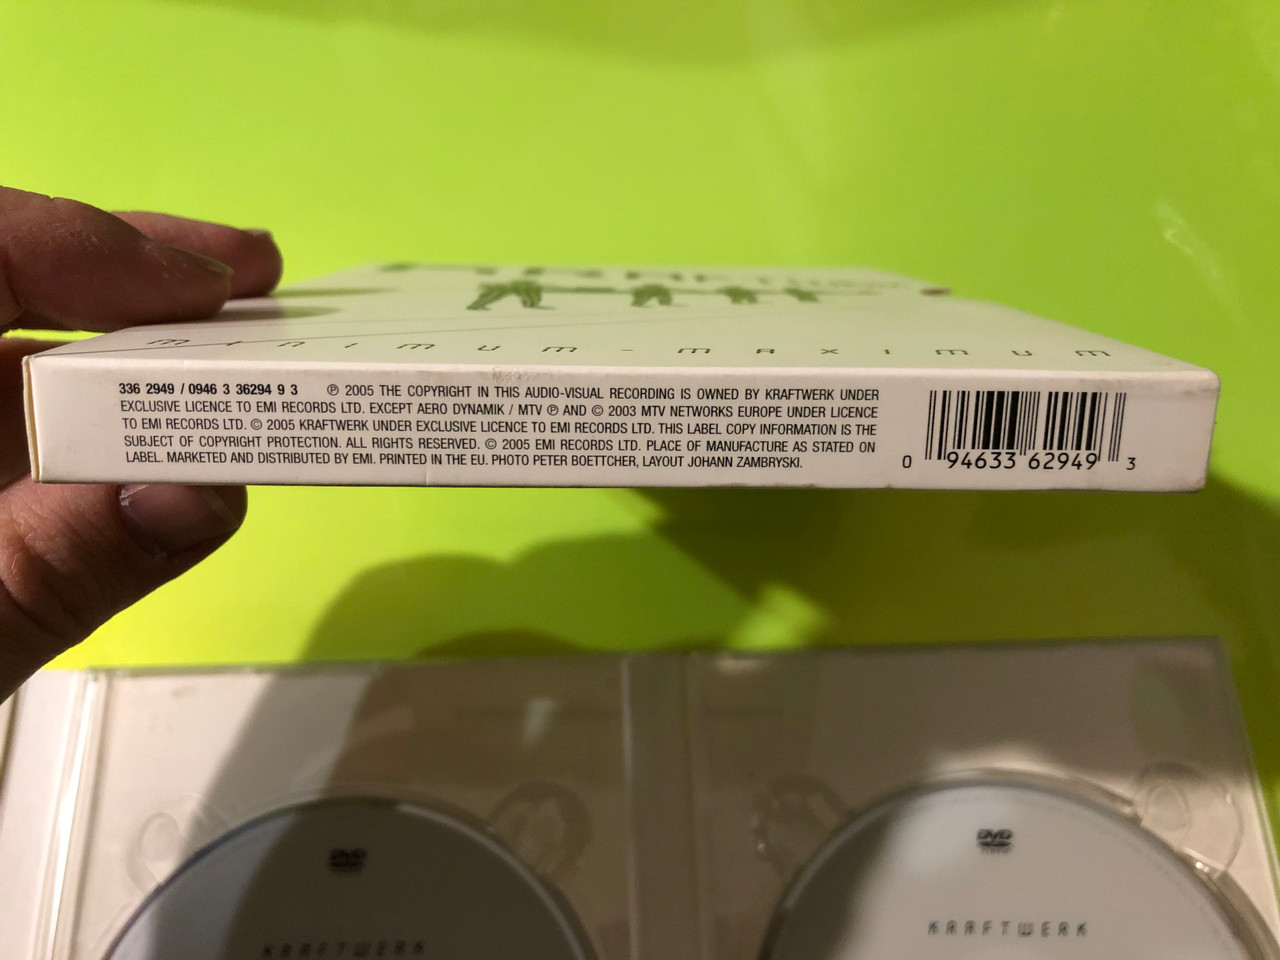 KRAFTWERK
minimum - maximum
336 2949 / 0946 3 36294 9 3 ℗ 2005 THE COPYRIGHT IN THIS AUDIO-VISUAL RECORDING IS OWNED BY KRAFTWERK UNDER
EXCLUSIVE LICENCE TO EMI RECORDS LTD. EXCEPT AERO DYNAMIK / MTV ℗ AND © 2003 MTV NETWORKS EUROPE UNDER LICENCE
TO EMI RECORDS LTD. © 2005 KRAFTWERK UNDER EXCLUSIVE LICENCE TO EMI RECORDS LTD. THIS LABEL COPY INFORMATION IS THE
SUBJECT OF COPYRIGHT PROTECTION. ALL RIGHTS RESERVED. © 2005 EMI RECORDS LTD. PLACE OF MANUFACTURE AS STATED ON
LABEL. MARKETED AND DISTRIBUTED BY EMI. PRINTED IN THE EU. PHOTO PETER BOETTCHER, LAYOUT JOHANN ZAMBRYSKI.
0 94633 62949 3
DVD
KRAFTWERK
DVD
KRAFTWERK